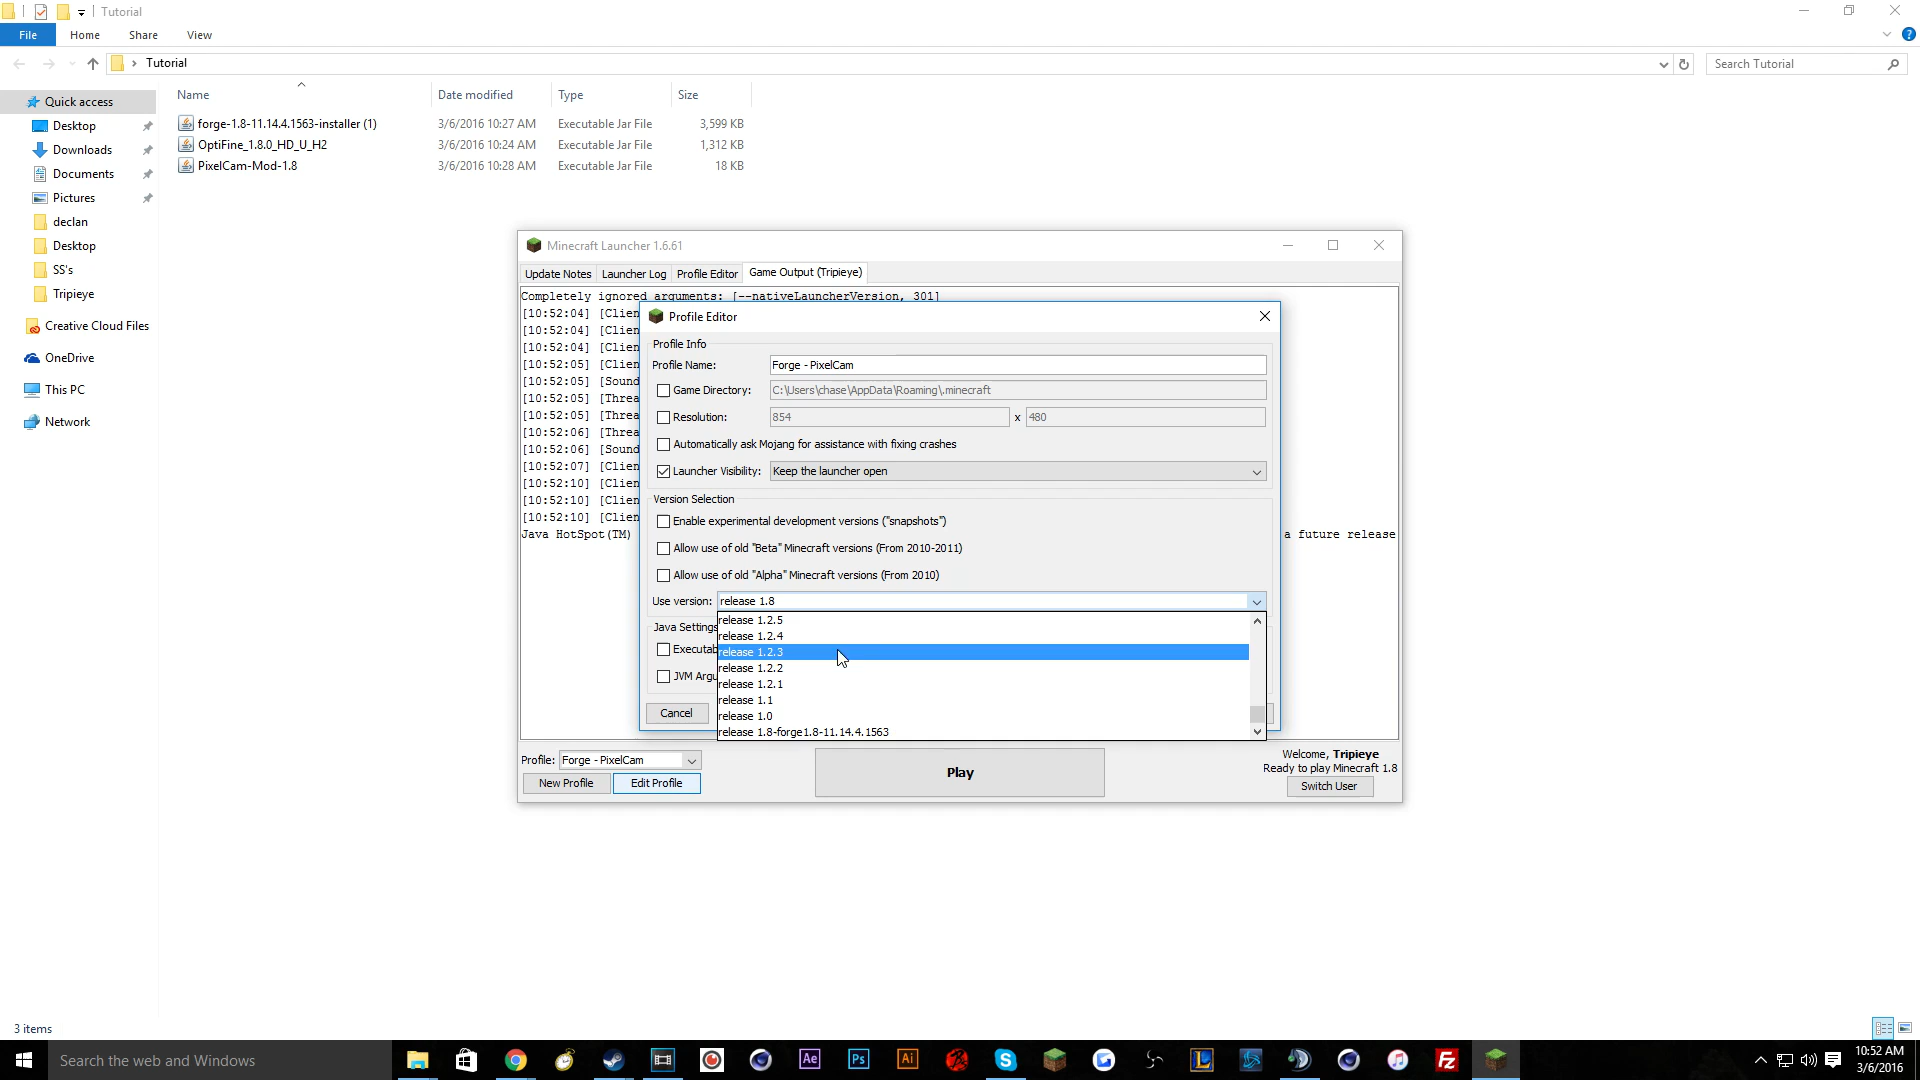 Tutorial
File Home Share View
Tutorial
Search Tutorial
Name Date modified Type Size
Quick access
Desktop
Downloads
Documents
Pictures
declan
Desktop
SS's
Tripieye
Creative Cloud Files
OneDrive
This PC
Network
forge-1.8-11.14.4.1563-installer (1) 3/6/2016 10:27 AM Executable Jar File 3,599 KB
OptiFine_1.8.0_HD_U_H2 3/6/2016 10:24 AM Executable Jar File 1,312 KB
PixelCam-Mod-1.8 3/6/2016 10:28 AM Executable Jar File 18 KB
Minecraft Launcher 1.6.61
Update Notes Launcher Log Profile Editor Game Output (Tripieye)
Completely ignored arguments: [--nativeLauncherVersion, 301]
[10:52:04] [Clien
[10:52:04] [Clien
[10:52:04] [Clien
[10:52:05] [Clien
[10:52:05] [Sound
[10:52:05] [Threa
[10:52:05] [Threa
[10:52:06] [Threa
[10:52:06] [Sound
[10:52:07] [Clien
[10:52:10] [Clien
[10:52:10] [Clien
[10:52:10] [Clien
Java HotSpot(TM) a future release
Profile Editor
Profile Info
Profile Name: Forge - PixelCam
Game Directory: C:\Users\chase\AppData\Roaming\.minecraft
Resolution: 854 x 480
Automatically ask Mojang for assistance with fixing crashes
Launcher Visibility: Keep the launcher open
Version Selection
Enable experimental development versions ("snapshots")
Allow use of old "Beta" Minecraft versions (From 2010-2011)
Allow use of old "Alpha" Minecraft versions (From 2010)
Use version: release 1.8
release 1.2.5
release 1.2.4
release 1.2.3
release 1.2.2
release 1.2.1
release 1.1
release 1.0
release 1.8-forge1.8-11.14.4.1563
Java Settings
Executab
JVM Argu
Cancel
Profile: Forge - PixelCam
New Profile Edit Profile
Play
Welcome, Tripieye
Ready to play Minecraft 1.8
Switch User
3 items
Search the web and Windows
Ae Ps Ai
Fz
10:52 AM
3/6/2016